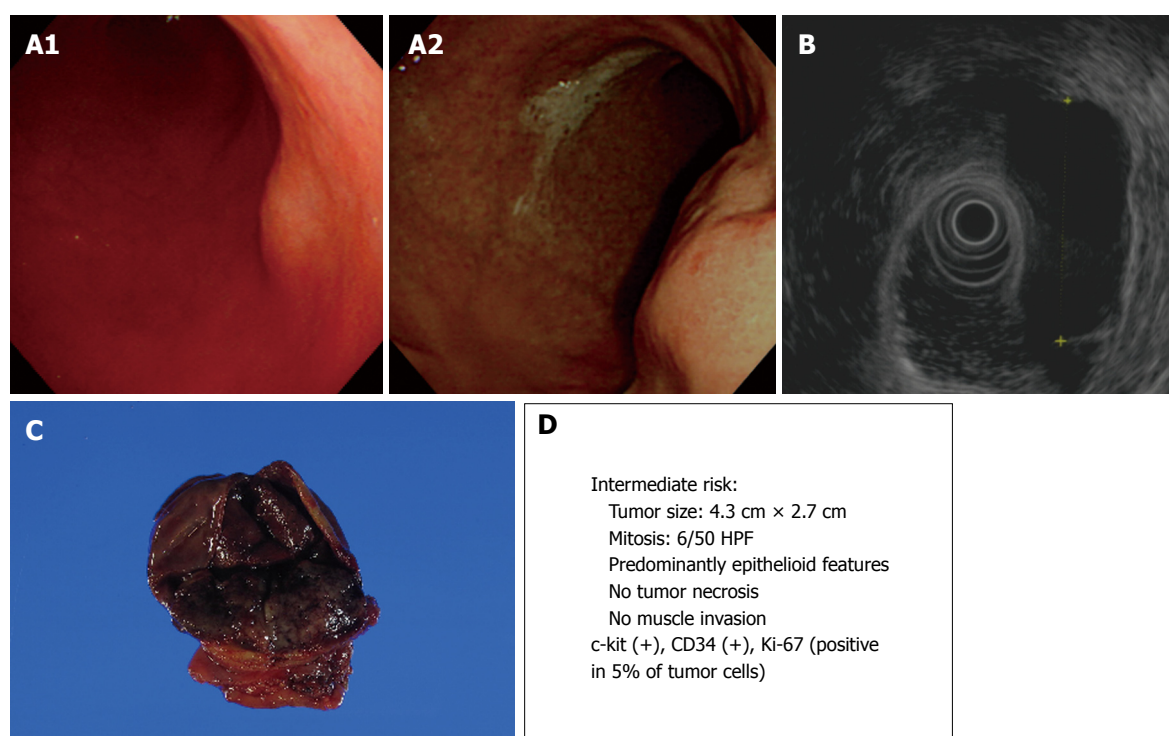 A1
A2
B
C
D
Intermediate risk:
Tumor size: 4.3 cm × 2.7 cm
Mitosis: 6/50 HPF
Predominantly epithelioid features
No tumor necrosis
No muscle invasion
c-kit (+), CD34 (+), Ki-67 (positive
in 5% of tumor cells)